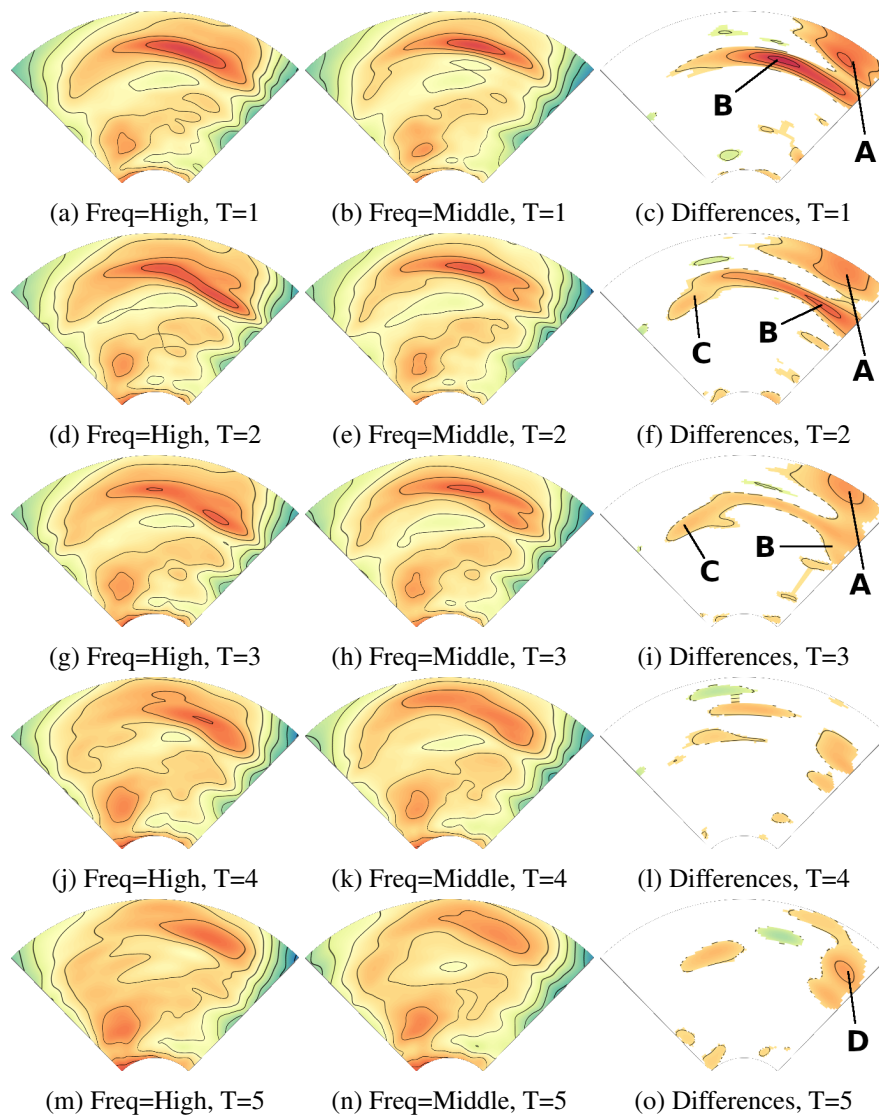 B
A
(a) Freq=High, T=1
(b) Freq=Middle, T=1
(c) Differences, T=1
C
B
A
(d) Freq=High, T=2
(e) Freq=Middle, T=2
(f) Differences, T=2
C
B
A
(g) Freq=High, T=3
(h) Freq=Middle, T=3
(i) Differences, T=3
(j) Freq=High, T=4
(k) Freq=Middle, T=4
(l) Differences, T=4
D
(m) Freq=High, T=5
(n) Freq=Middle, T=5
(o) Differences, T=5